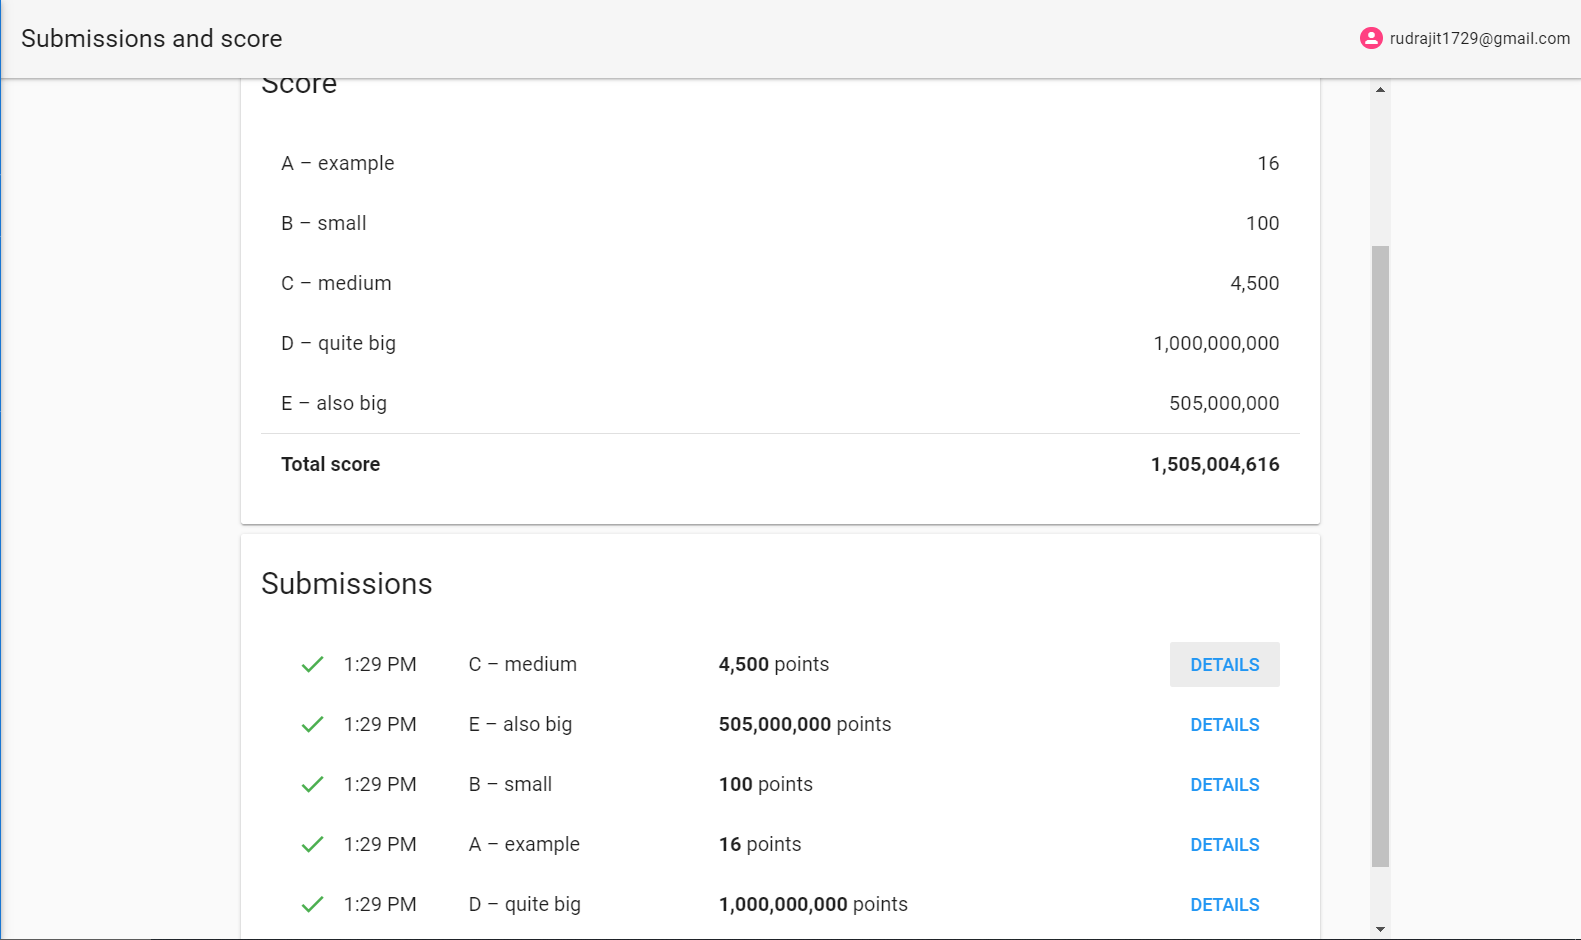 Submissions and score
rudrajit1729@gmail.com
Score
A – example 16
B – small 100
C – medium 4,500
D – quite big 1,000,000,000
E – also big 505,000,000
Total score 1,505,004,616
Submissions
1:29 PM C – medium 4,500 points DETAILS
1:29 PM E – also big 505,000,000 points DETAILS
1:29 PM B – small 100 points DETAILS
1:29 PM A – example 16 points DETAILS
1:29 PM D – quite big 1,000,000,000 points DETAILS